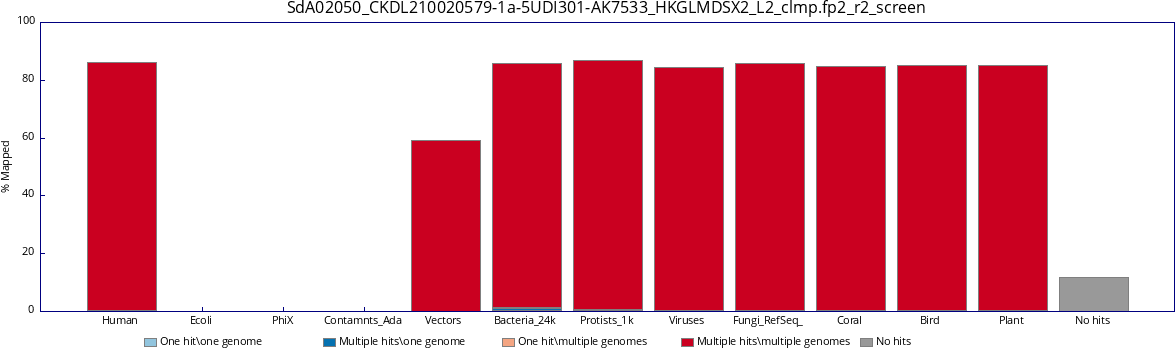 SdA02050_CKDL210020579-1a-5UDI301-AK7533_HKGLMDSX2_L2_clmp.fp2_r2_screen
100
80
60
40
20
0
% Mapped
Human Ecoli PhiX Contamnts_Ada Vectors Bacteria_24k Protists_1k Viruses Fungi_RefSeq_ Coral Bird Plant No hits
One hit\one genome Multiple hits\one genome One hit\multiple genomes Multiple hits\multiple genomes No hits